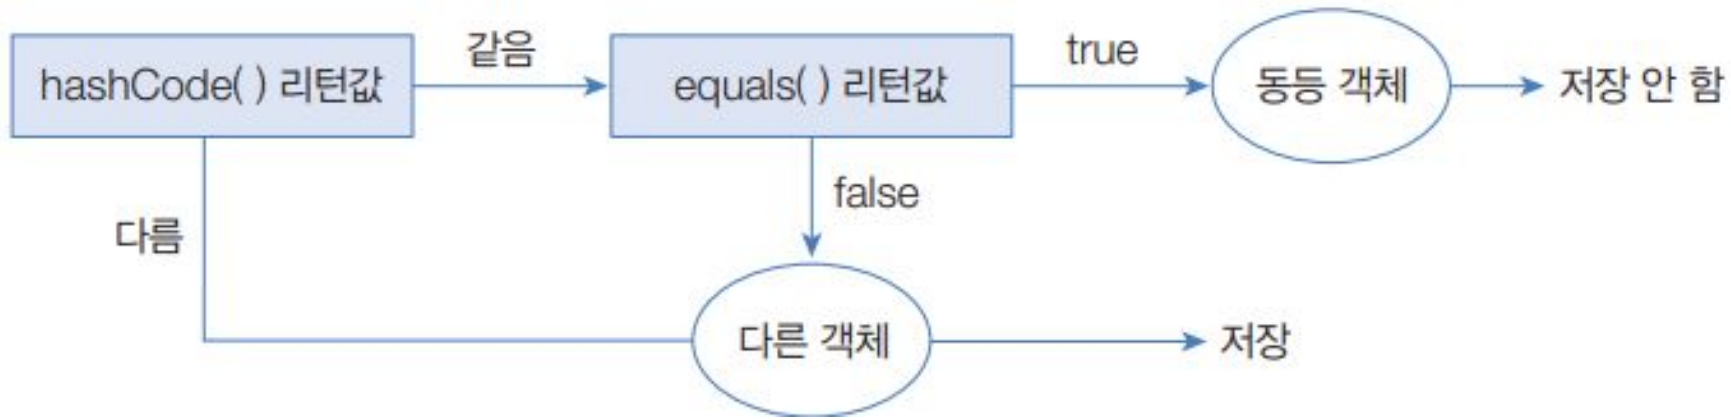 hashCode( ) 리턴값
같음
equals( ) 리턴값
true
동등 객체
저장 안 함
다름
false
다른 객체
저장